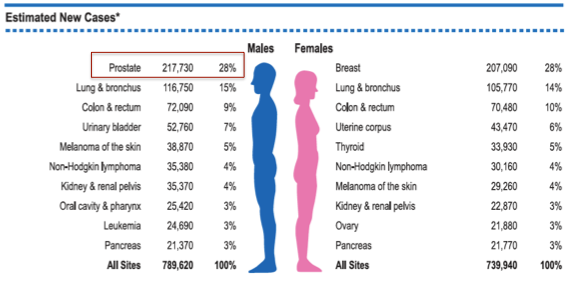 Estimated New Cases*
Males Females
Prostate 217,730 28% Breast 207,090 28%
Lung & bronchus 116,750 15% Lung & bronchus 105,770 14%
Colon & rectum 72,090 9% Colon & rectum 70,480 10%
Urinary bladder 52,760 7% Uterine corpus 43,470 6%
Melanoma of the skin 38,870 5% Thyroid 33,930 5%
Non-Hodgkin lymphoma 35,380 4% Non-Hodgkin lymphoma 30,160 4%
Kidney & renal pelvis 35,370 4% Melanoma of the skin 29,260 4%
Oral cavity & pharynx 25,420 3% Kidney & renal pelvis 22,870 3%
Leukemia 24,690 3% Ovary 21,880 3%
Pancreas 21,370 3% Pancreas 21,770 3%
All Sites 789,620 100% All Sites 739,940 100%